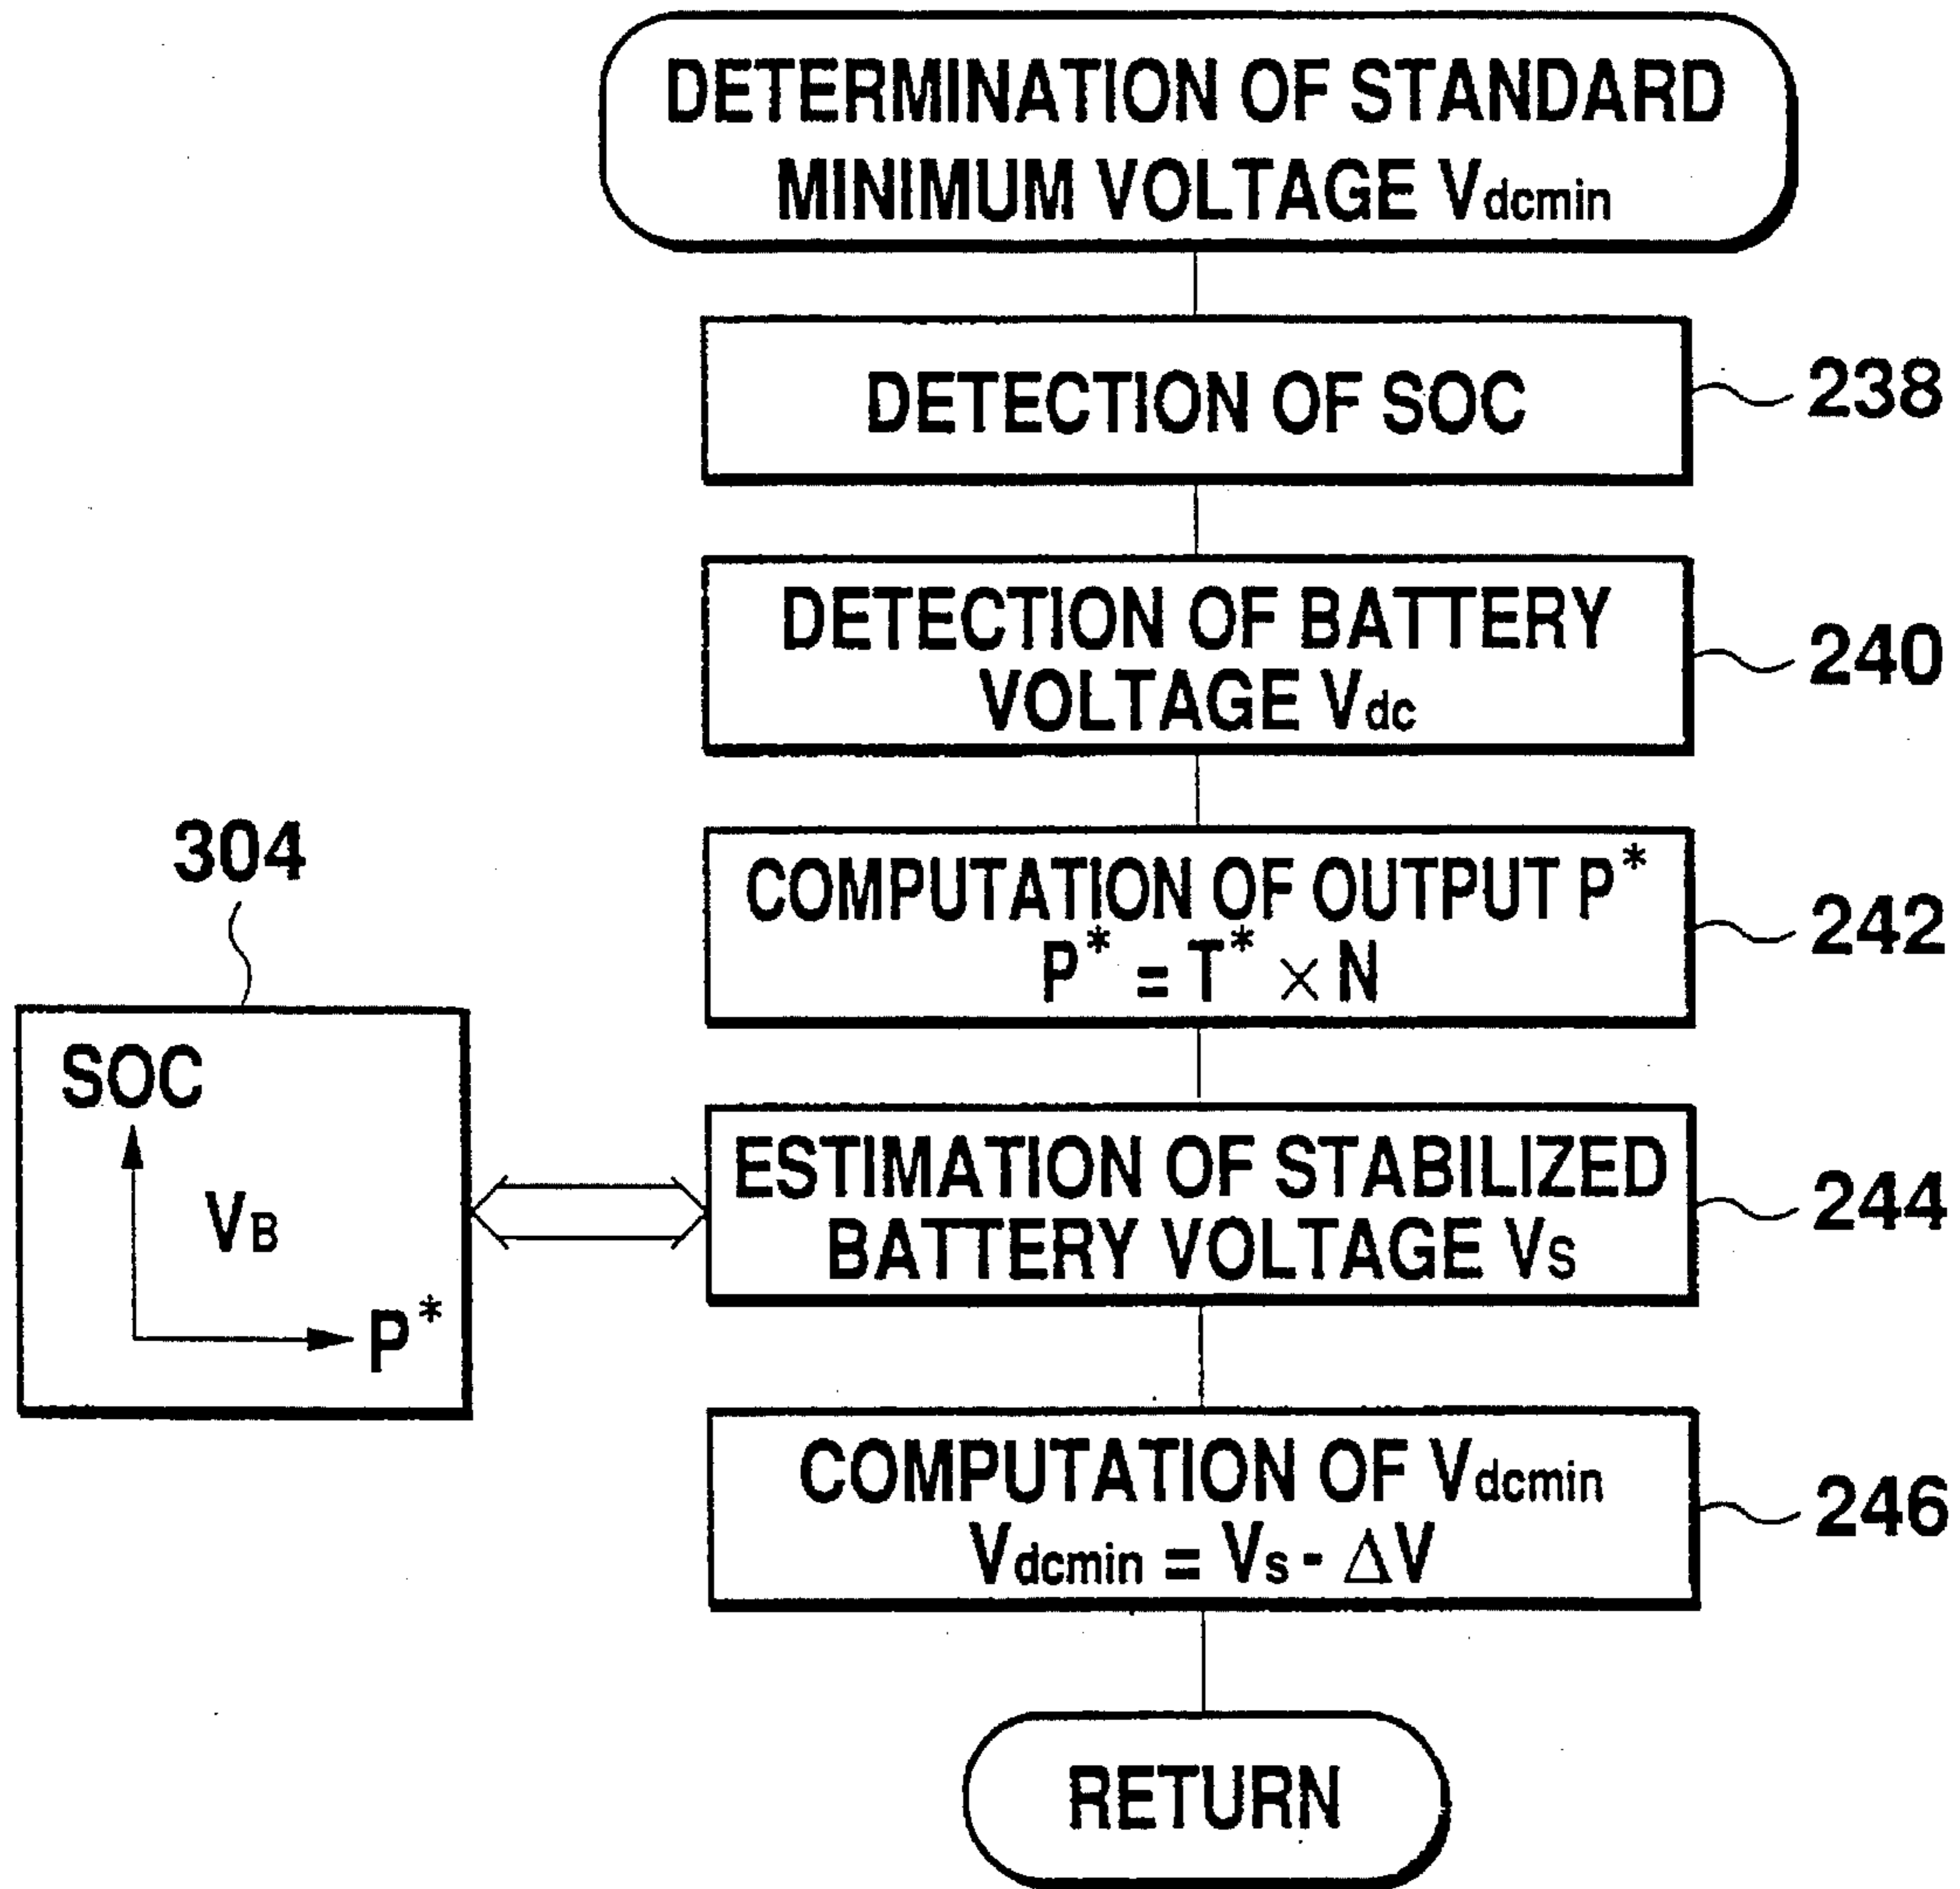 DETERMINATION OF STANDARD
MINIMUM VOLTAGE Vdcmin
DETECTION OF SOC
238
DETECTION OF BATTERY
VOLTAGE Vdc
240
COMPUTATION OF OUTPUT P*
P* = T* × N
242
304
SOC
VB
P*
ESTIMATION OF STABILIZED
BATTERY VOLTAGE Vs
244
COMPUTATION OF Vdcmin
Vdcmin = Vs - ΔV
246
RETURN